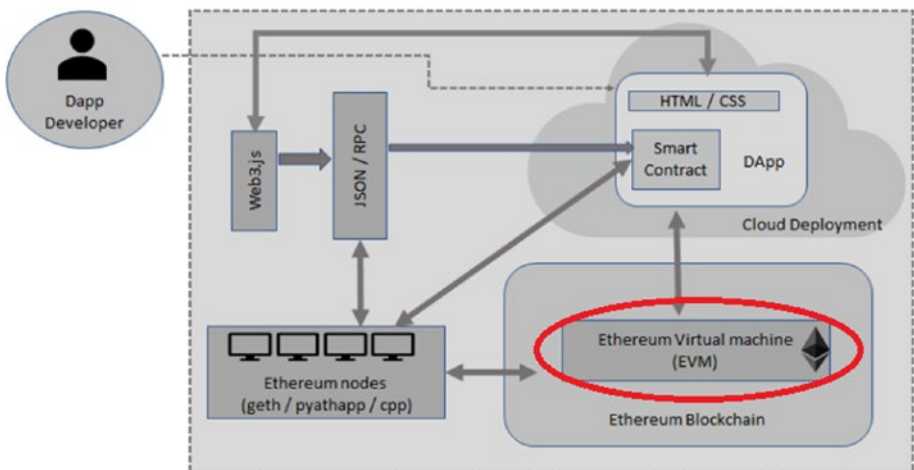 Dapp
Developer
Web3.js
JSON / RPC
HTML / CSS
Smart
Contract
DApp
Cloud Deployment
Ethereum nodes
(geth / pyathapp / cpp)
Ethereum Virtual machine
(EVM)
Ethereum Blockchain